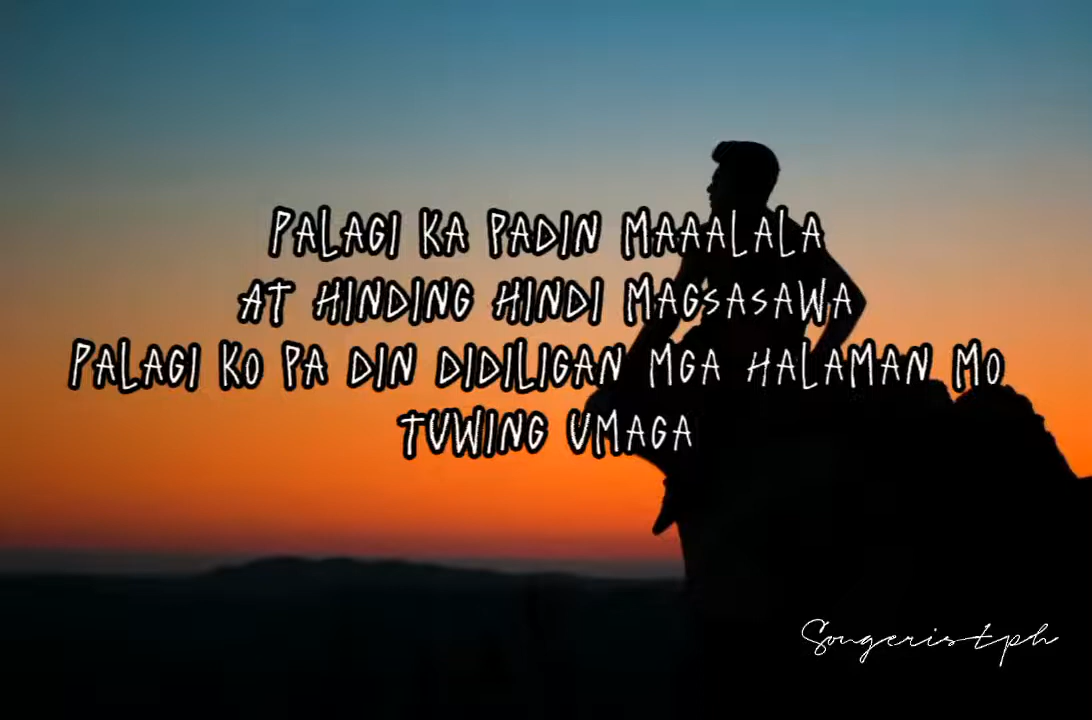 PALAGI KA PADIN MAAALALA
AT HINDING HINDI MAGSASAWA
PALAGI KO PA DIN DIDILIGAN MGA HALAMAN MO
TUWING UMAGA
Songeristph